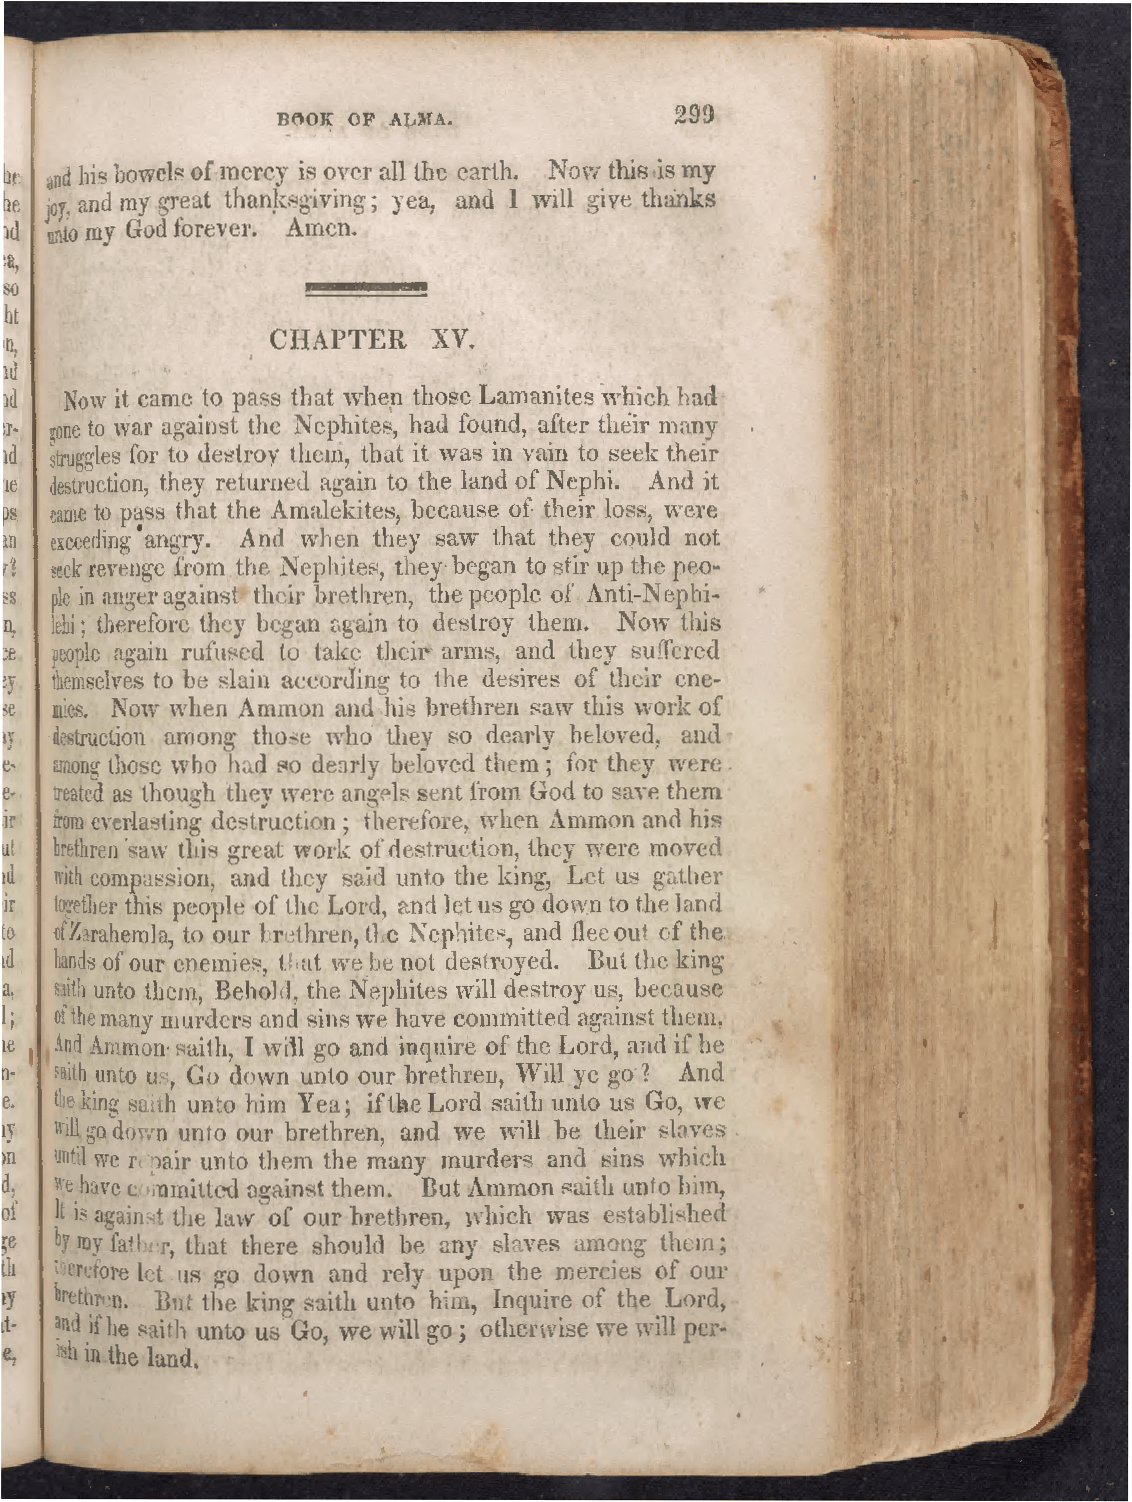 BOOK OF ALMA. 299
and his bowels of mercy is over all the earth. Now this is my
joy, and my great thanksgiving; yea, and I will give thanks
unto my God forever. Amen.
CHAPTER XV.
Now it came to pass that when those Lamanites which had
gone to war against the Nephites, had found, after their many
struggles for to destroy them, that it was in vain to seek their
destruction, they returned again to the land of Nephi. And it
came to pass that the Amalekites, because of their loss, were
exceeding angry. And when they saw that they could not
seek revenge from the Nephites, they began to stir up the peo-
ple in anger against their brethren, the people of Anti-Nephi-
lehi; therefore they began again to destroy them. Now this
people again rufused to take their arms, and they suffered
themselves to be slain according to the desires of their ene-
mies. Now when Ammon and his brethren saw this work of
destruction among those who they so dearly beloved, and
among those who had so dearly beloved them; for they were
treated as though they were angels sent from God to save them
from everlasting destruction; therefore, when Ammon and his
brethren saw this great work of destruction, they were moved
with compassion, and they said unto the king, Let us gather
together this people of the Lord, and let us go down to the land
of Zarahemla, to our brethren, the Nephites, and flee out of the
hands of our enemies, that we be not destroyed. But the king
saith unto them, Behold, the Nephites will destroy us, because
of the many murders and sins we have committed against them.
And Ammon saith, I will go and inquire of the Lord, and if he
saith unto us, Go down unto our brethren, Will ye go? And
the king saith unto him Yea; if the Lord saith unto us Go, we
will go down unto our brethren, and we will be their slaves
until we repair unto them the many murders and sins which
we have committed against them. But Ammon saith unto him,
It is against the law of our brethren, which was established
by my father, that there should be any slaves among them;
therefore let us go down and rely upon the mercies of our
brethren. But the king saith unto him, Inquire of the Lord,
and if he saith unto us Go, we will go; otherwise we will per-
ish in the land.